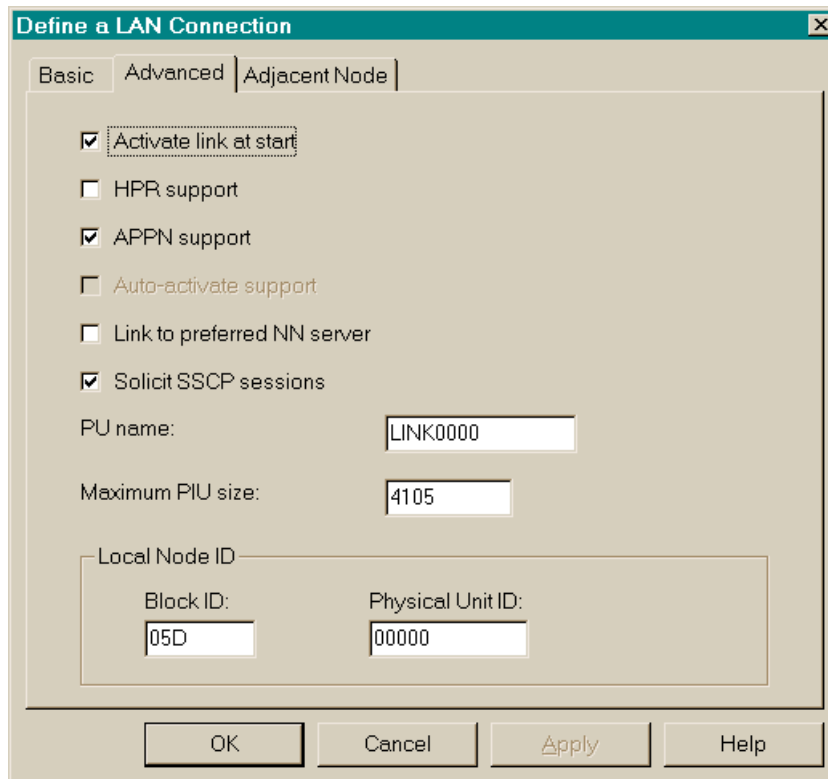 Define a LAN Connection
Basic Advanced Adjacent Node
Activate link at start
HPR support
APPN support
Auto-activate support
Link to preferred NN server
Solicit SSCP sessions
PU name: LINK0000
Maximum PIU size: 4105
Local Node ID
Block ID: Physical Unit ID:
05D 00000
OK Cancel Apply Help